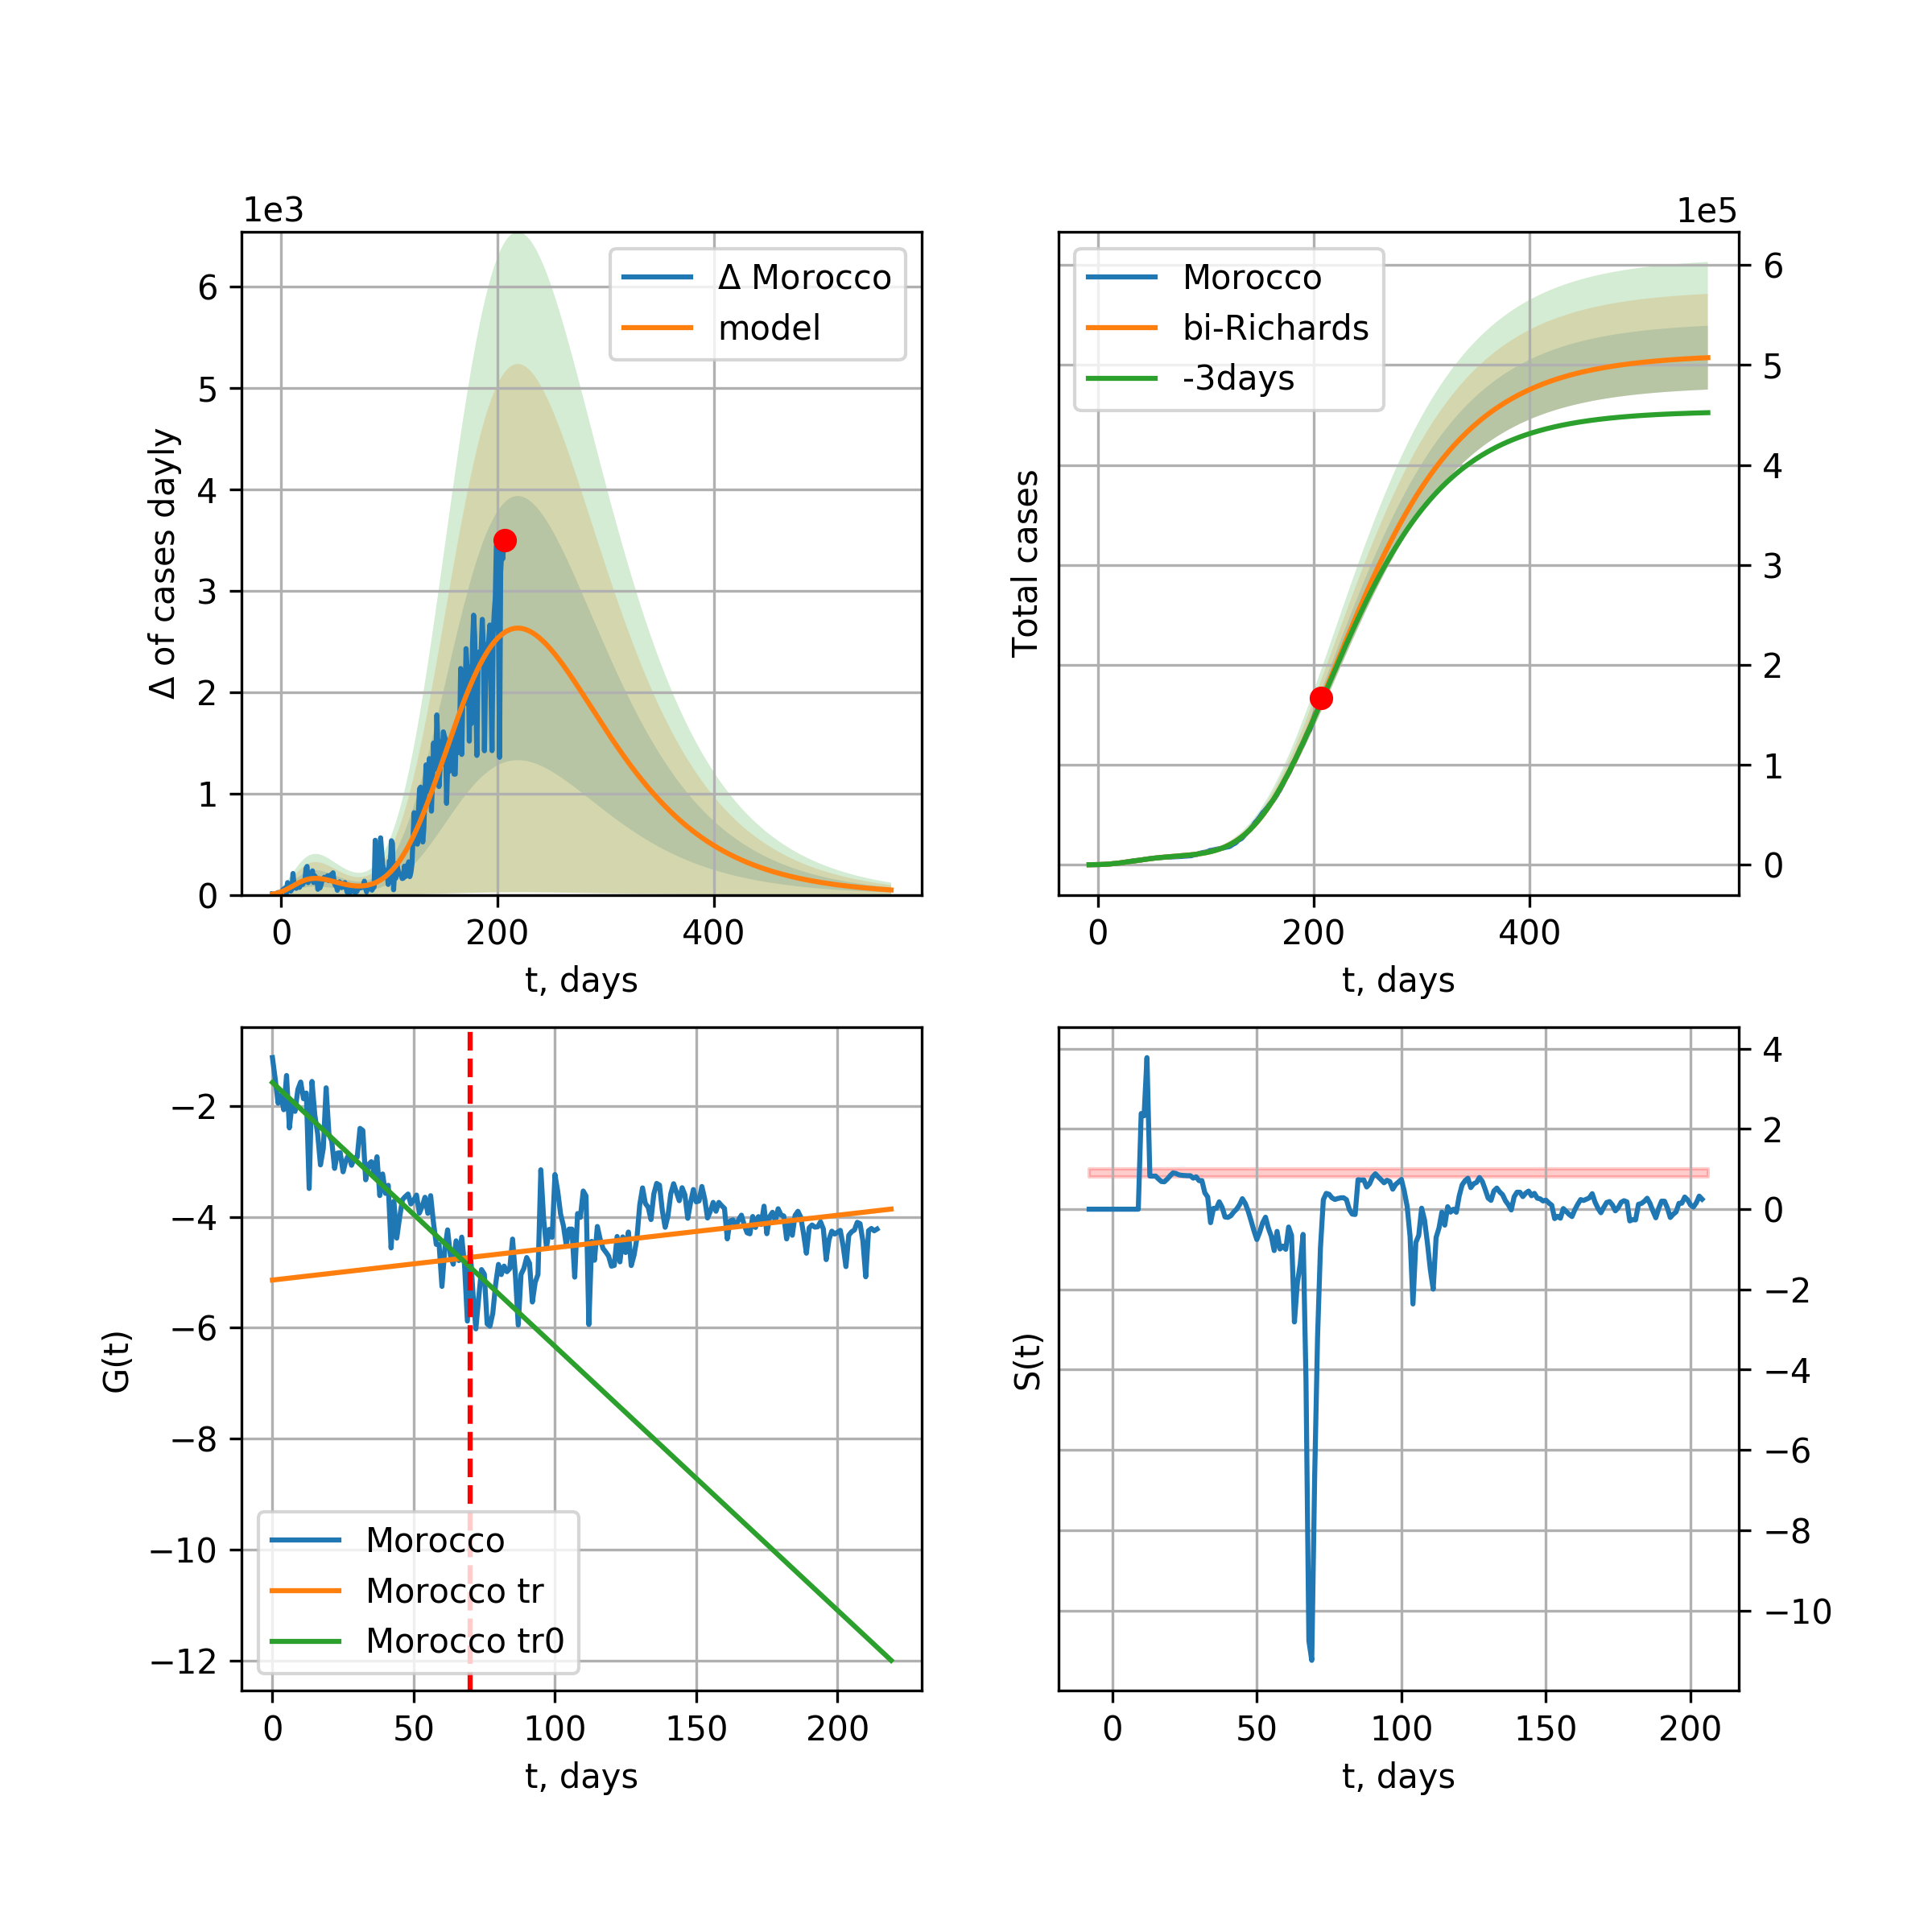 1e3
Δ of cases dayly
6
5
4
3
2
1
0
Δ Morocco
model
0 200 400
t, days
1e5
Total cases
Morocco
bi-Richards
-3days
6
5
4
3
2
1
0
0 200 400
t, days
G(t)
−2
−4
−6
−8
−10
−12
Morocco
Morocco tr
Morocco tr0
0 50 100 150 200
t, days
S(t)
4
2
0
−2
−4
−6
−8
−10
0 50 100 150 200
t, days